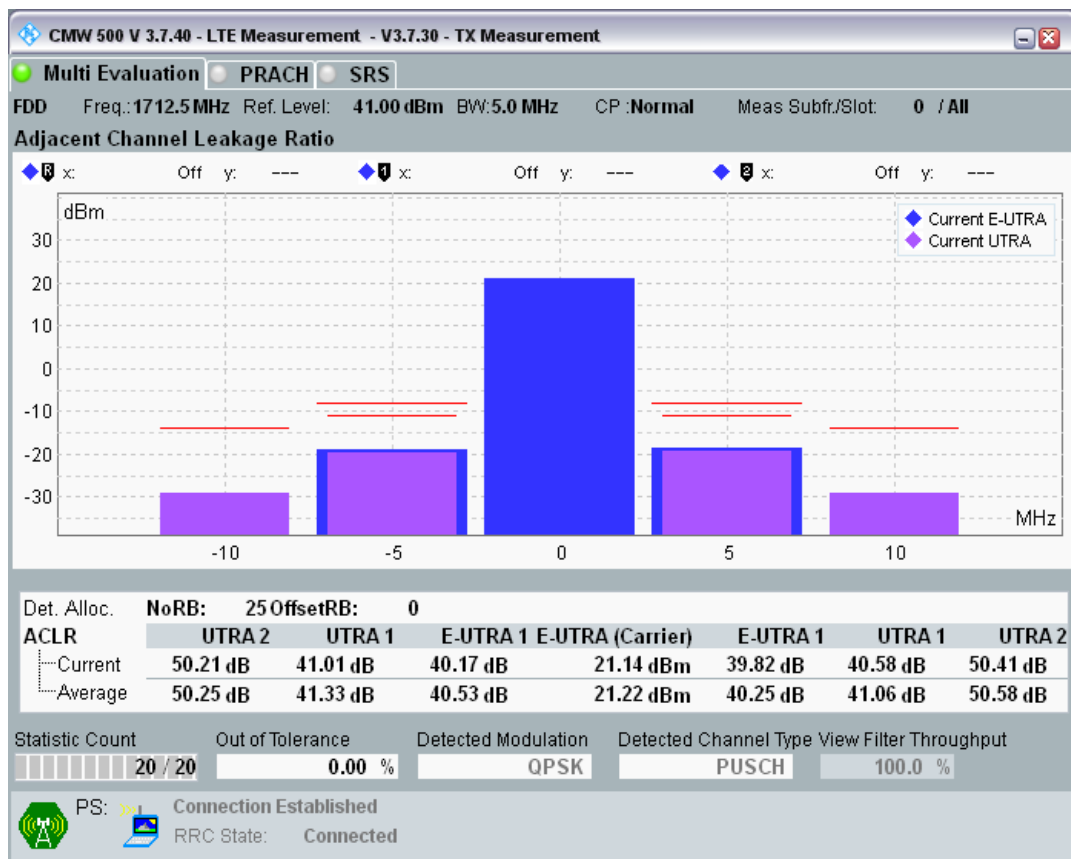 CMW 500 V 3.7.40 - LTE Measurement - V3.7.30 - TX Measurement
Multi Evaluation PRACH SRS
FDD Freq.: 1712.5 MHz Ref. Level: 41.00 dBm BW: 5.0 MHz CP : Normal Meas Subfr./Slot: 0 / All
Adjacent Channel Leakage Ratio
R x: Off y: --- 1 x: Off y: --- 2 x: Off y: ---
dBm
Current E-UTRA
Current UTRA
30
20
10
0
-10
-20
-30
MHz
-10 -5 0 5 10
Det. Alloc. NoRB: 25 OffsetRB: 0
ACLR UTRA 2 UTRA 1 E-UTRA 1 E-UTRA (Carrier) E-UTRA 1 UTRA 1 UTRA 2
Current 50.21 dB 41.01 dB 40.17 dB 21.14 dBm 39.82 dB 40.58 dB 50.41 dB
Average 50.25 dB 41.33 dB 40.53 dB 21.22 dBm 40.25 dB 41.06 dB 50.58 dB
Statistic Count Out of Tolerance Detected Modulation Detected Channel Type View Filter Throughput
20 / 20 0.00 % QPSK PUSCH 100.0 %
PS: Connection Established
RRC State: Connected